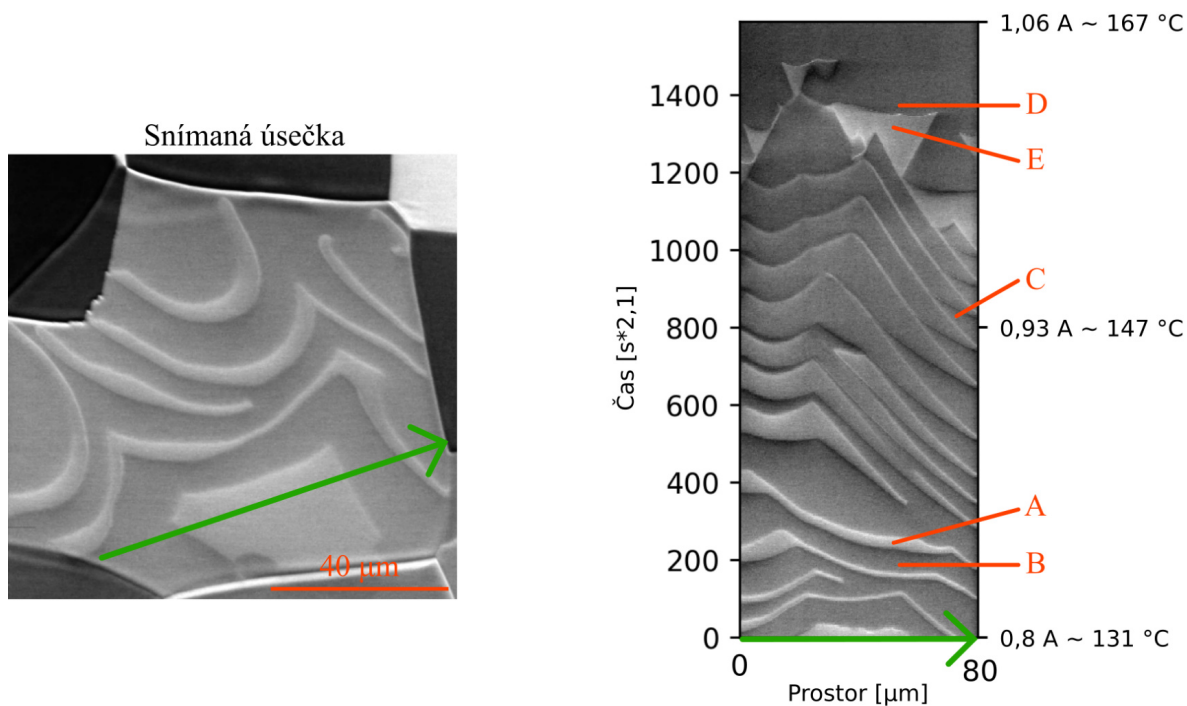 Snímaná úsečka
40 µm
1,06 A ~ 167 °C
1400
D
E
1200
1000
C
Čas [s*2,1]
800
0,93 A ~ 147 °C
600
400
A
200
B
0
0,8 A ~ 131 °C
0
80
Prostor [µm]